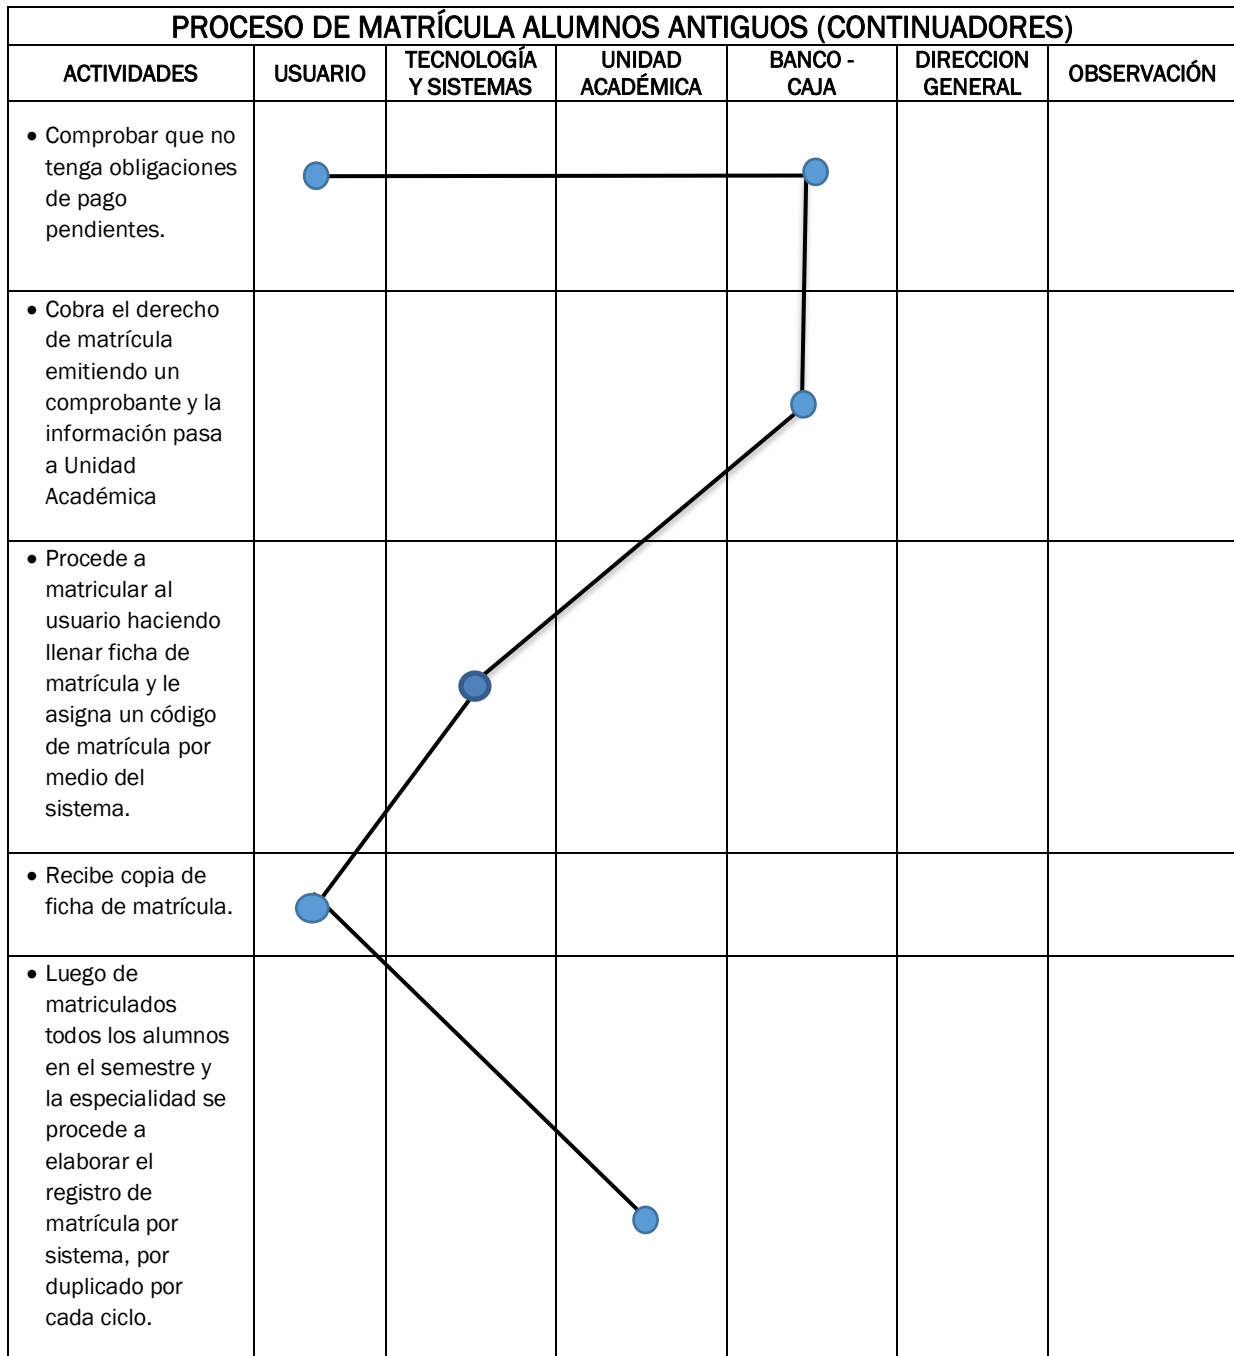 PROCESO DE MATRÍCULA ALUMNOS ANTIGUOS (CONTINUADORES)
ACTIVIDADES
USUARIO
TECNOLOGÍA
Y SISTEMAS
UNIDAD
ACADÉMICA
BANCO -
CAJA
DIRECCION
GENERAL
OBSERVACIÓN
• Comprobar que no
tenga obligaciones
de pago
pendientes.
• Cobra el derecho
de matrícula
emitiendo un
comprobante y la
información pasa
a Unidad
Académica
• Procede a
matricular al
usuario haciendo
llenar ficha de
matrícula y le
asigna un código
de matrícula por
medio del
sistema.
• Recibe copia de
ficha de matrícula.
• Luego de
matriculados
todos los alumnos
en el semestre y
la especialidad se
procede a
elaborar el
registro de
matrícula por
sistema, por
duplicado por
cada ciclo.